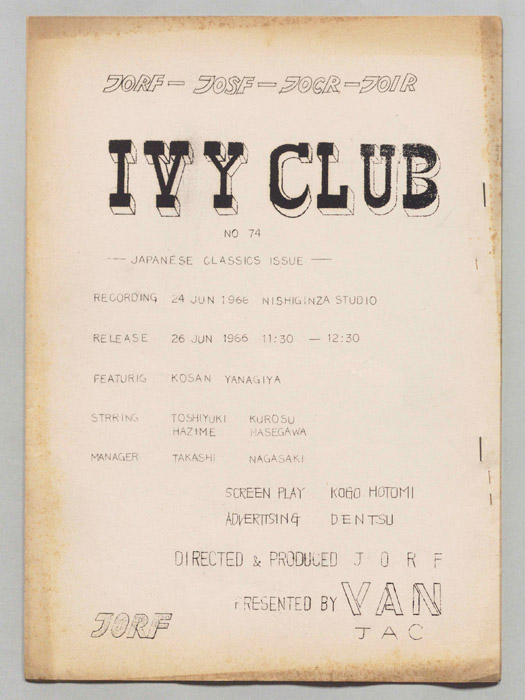 JORF — JOSF — JOCR — JOIR
IVY CLUB
NO 74
— JAPANESE CLASSICS ISSUE —
RECORDING 24 JUN 1966 NISHIGINZA STUDIO
RELEASE 26 JUN 1966 11:30 — 12:30
FEATURIG KOSAN YANAGIYA
STRRING TOSHIYUKI KUROSU
HAZIME HASEGAWA
MANAGER TAKASHI NAGASAKI
SCREEN PLAY KOGO HOTOMI
ADVERTISING DENTSU
DIRECTED & PRODUCED JORF
PRESENTED BY VAN
JAC
JORF